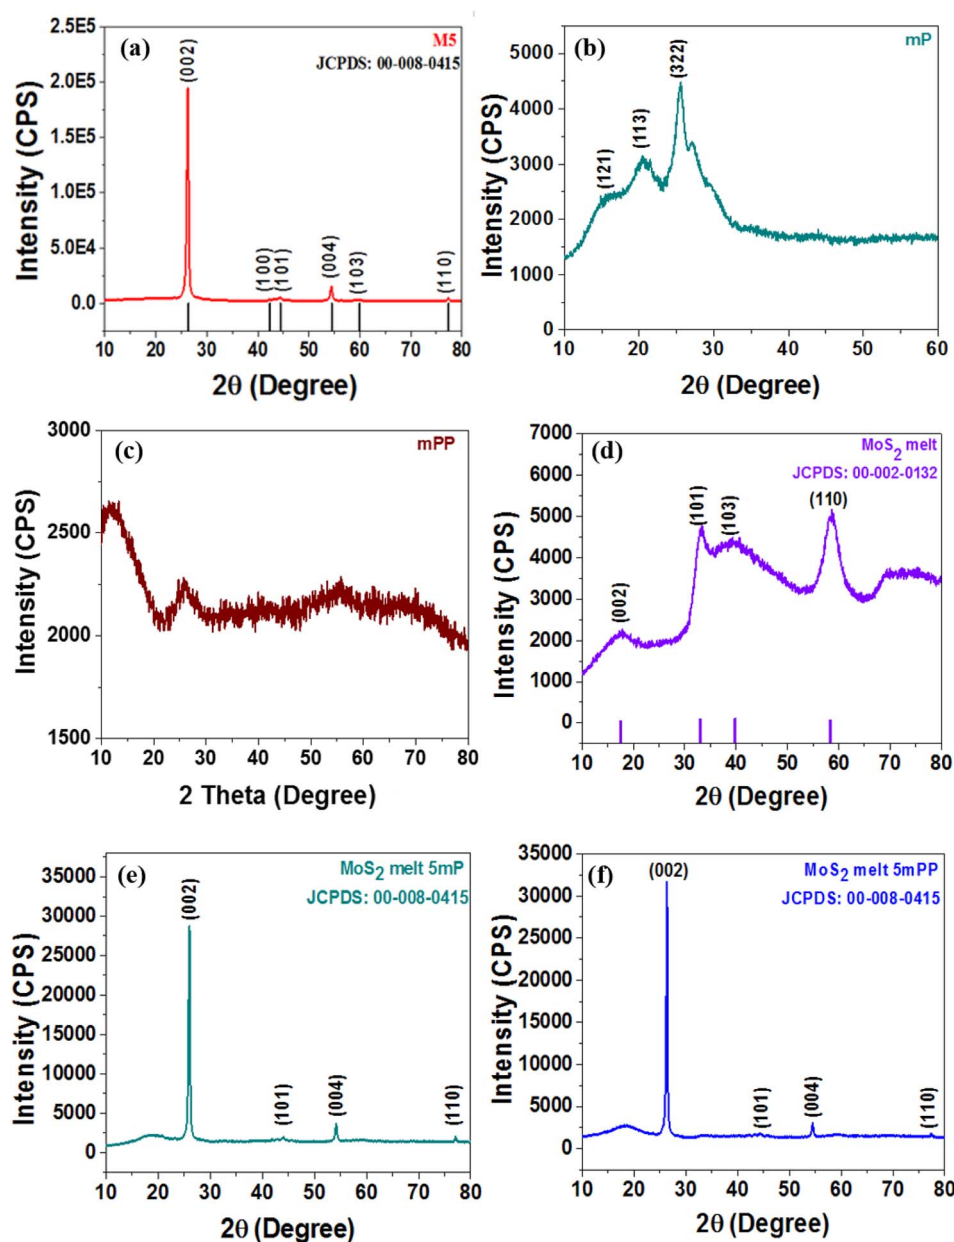 (a)
M5
JCPDS: 00-008-0415
2.5E5
2.0E5
1.5E5
1.0E5
5.0E4
0.0
Intensity (CPS)
(002)
(100)
(101)
(004)
(103)
(110)
10 20 30 40 50 60 70 80
2θ (Degree)
(b)
mP
5000
4000
3000
2000
1000
0
Intensity (CPS)
(121)
(113)
(322)
10 20 30 40 50 60
2θ (Degree)
(c)
mPP
3000
2500
2000
1500
Intensity (CPS)
10 20 30 40 50 60 70 80
2 Theta (Degree)
(d)
MoS2 melt
JCPDS: 00-002-0132
7000
6000
5000
4000
3000
2000
1000
0
Intensity (CPS)
(002)
(101)
(103)
(110)
10 20 30 40 50 60 70 80
2θ (Degree)
(e)
MoS2 melt 5mP
JCPDS: 00-008-0415
35000
30000
25000
20000
15000
10000
5000
0
Intensity (CPS)
(002)
(101)
(004)
(110)
10 20 30 40 50 60 70 80
2θ (Degree)
(f)
MoS2 melt 5mPP
JCPDS: 00-008-0415
35000
30000
25000
20000
15000
10000
5000
0
Intensity (CPS)
(002)
(101)
(004)
(110)
10 20 30 40 50 60 70 80
2θ (Degree)